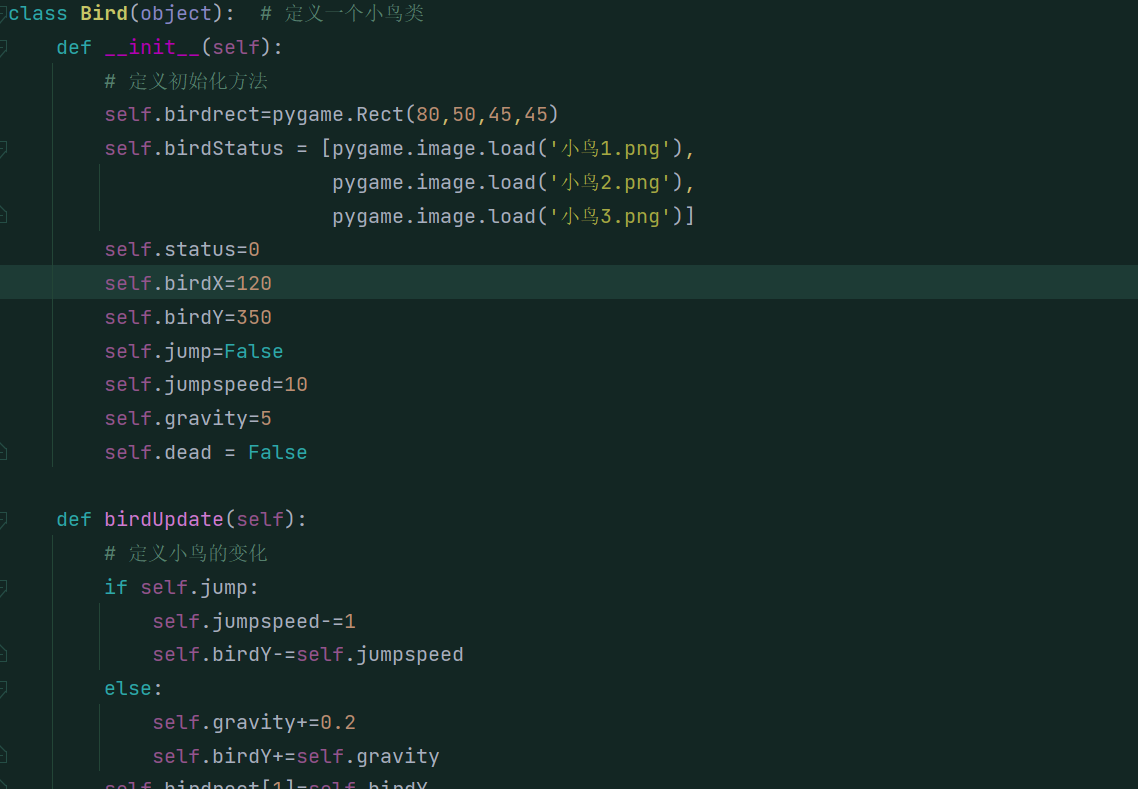 class Bird(object):  # 定义一个小鸟类
    def __init__(self):
        # 定义初始化方法
        self.birdrect=pygame.Rect(80,50,45,45)
        self.birdStatus = [pygame.image.load('小鸟1.png'),
                           pygame.image.load('小鸟2.png'),
                           pygame.image.load('小鸟3.png')]
        self.status=0
        self.birdX=120
        self.birdY=350
        self.jump=False
        self.jumpspeed=10
        self.gravity=5
        self.dead = False

    def birdUpdate(self):
        # 定义小鸟的变化
        if self.jump:
            self.jumpspeed-=1
            self.birdY-=self.jumpspeed
        else:
            self.gravity+=0.2
            self.birdY+=self.gravity
        self.birdrect[1]=self.birdY